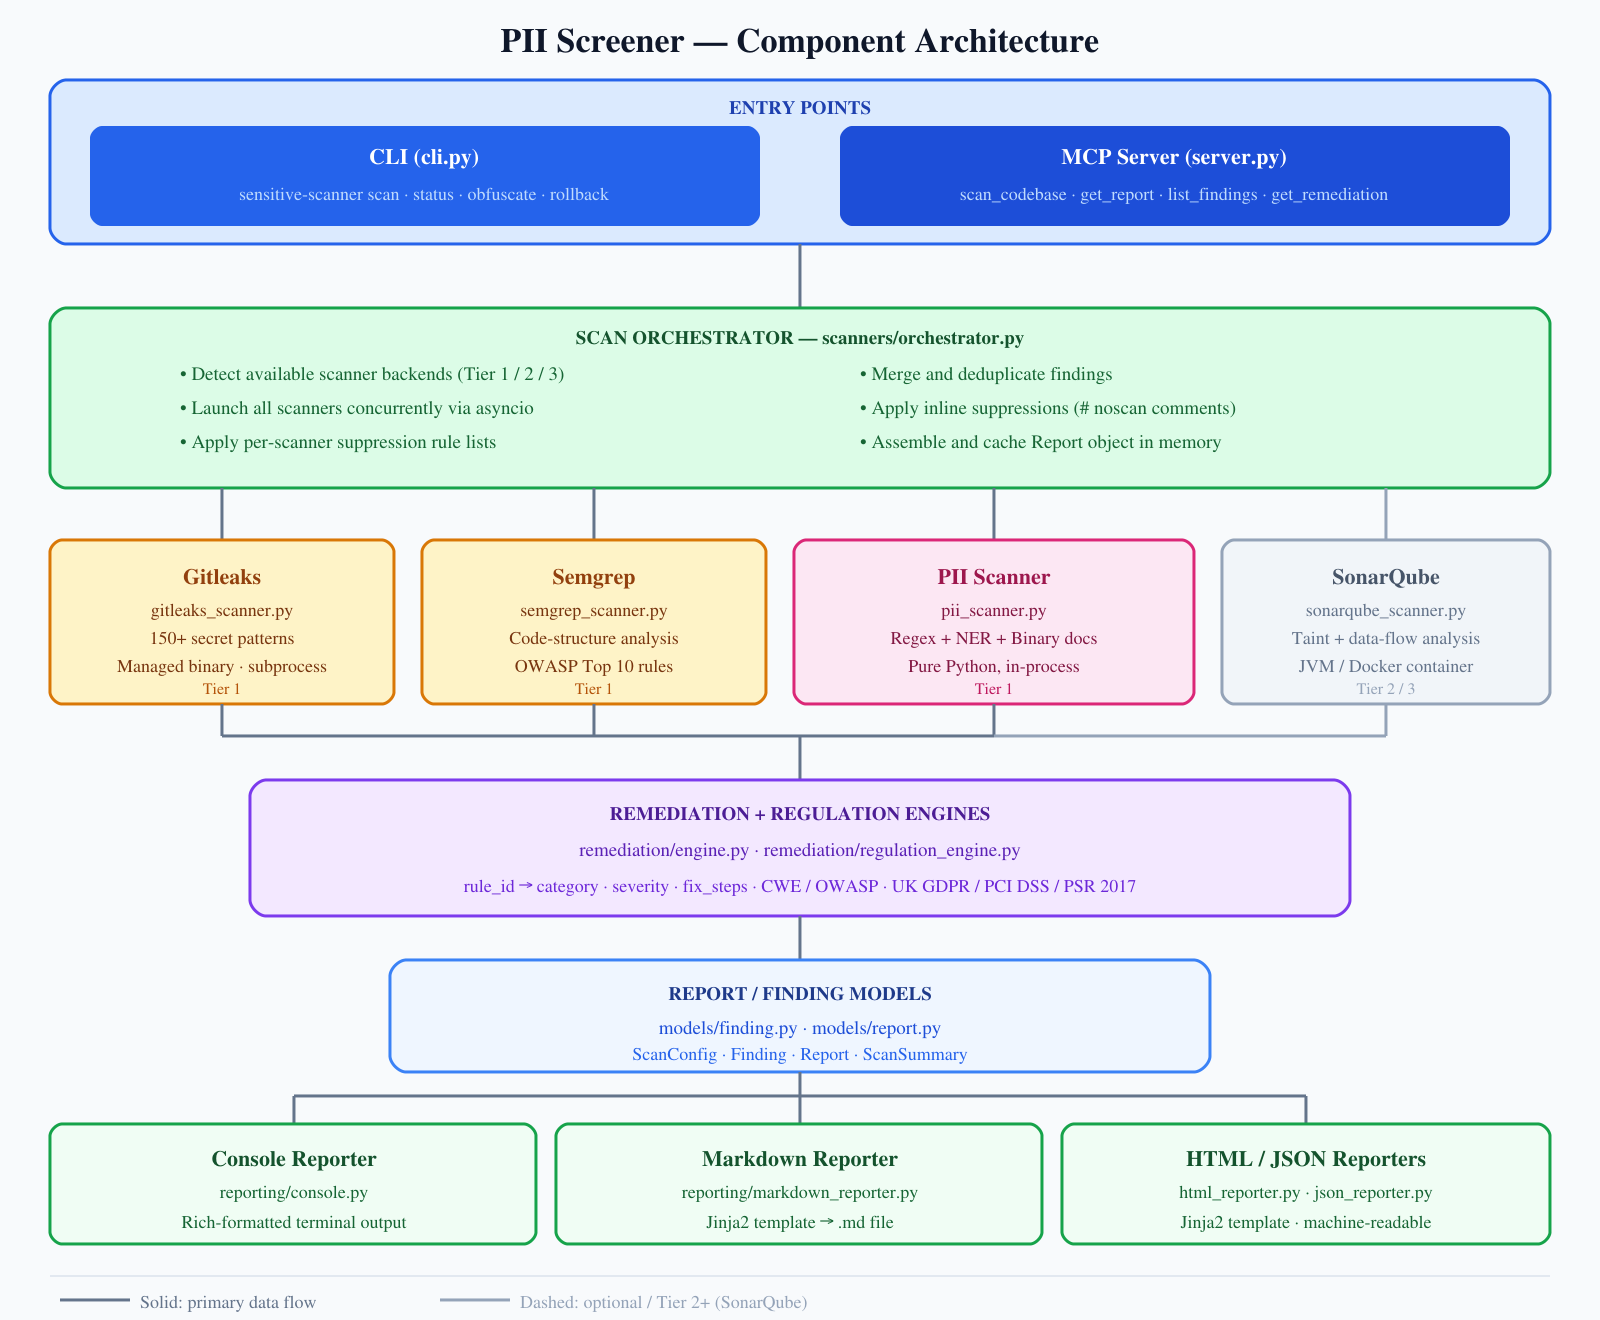 PII Screener — Component Architecture
ENTRY POINTS
CLI (cli.py)
sensitive-scanner scan · status · obfuscate · rollback
MCP Server (server.py)
scan_codebase · get_report · list_findings · get_remediation
SCAN ORCHESTRATOR — scanners/orchestrator.py
• Detect available scanner backends (Tier 1 / 2 / 3)
• Launch all scanners concurrently via asyncio
• Apply per-scanner suppression rule lists
• Merge and deduplicate findings
• Apply inline suppressions (# noscan comments)
• Assemble and cache Report object in memory
Gitleaks
gitleaks_scanner.py
150+ secret patterns
Managed binary · subprocess
Tier 1
Semgrep
semgrep_scanner.py
Code-structure analysis
OWASP Top 10 rules
Tier 1
PII Scanner
pii_scanner.py
Regex + NER + Binary docs
Pure Python, in-process
Tier 1
SonarQube
sonarqube_scanner.py
Taint + data-flow analysis
JVM / Docker container
Tier 2 / 3
REMEDIATION + REGULATION ENGINES
remediation/engine.py · remediation/regulation_engine.py
rule_id → category · severity · fix_steps · CWE / OWASP · UK GDPR / PCI DSS / PSR 2017
REPORT / FINDING MODELS
models/finding.py · models/report.py
ScanConfig · Finding · Report · ScanSummary
Console Reporter
reporting/console.py
Rich-formatted terminal output
Markdown Reporter
reporting/markdown_reporter.py
Jinja2 template → .md file
HTML / JSON Reporters
html_reporter.py · json_reporter.py
Jinja2 template · machine-readable
Solid: primary data flow
Dashed: optional / Tier 2+ (SonarQube)